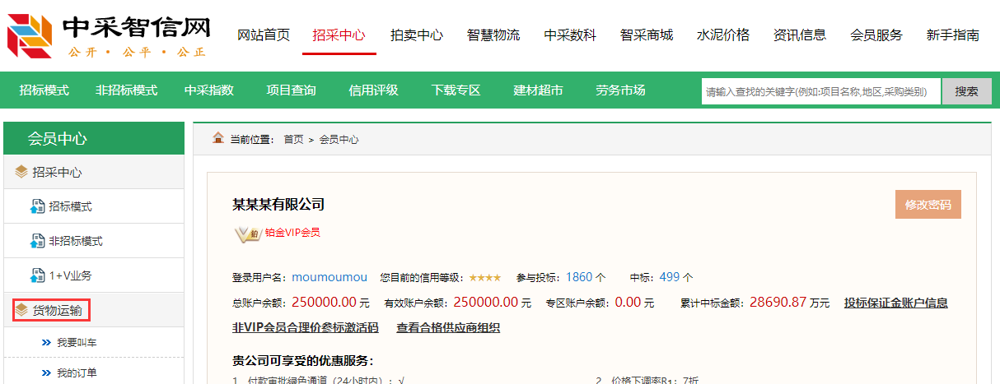 中采智信网
公开·公平·公正
网站首页 招采中心 拍卖中心 智慧物流 中采数科 智采商城 水泥价格 资讯信息 会员服务 新手指南
招标模式 非招标模式 中采指数 项目查询 信用评级 下载专区 建材超市 劳务市场 请输入查找的关键字(例如:项目名称,地区,采购类别) 搜索
会员中心
招采中心
招标模式
非招标模式
1+V业务
货物运输
我要叫车
我的订单
当前位置： 首页 > 会员中心
某某某有限公司
修改密码
铂 铂金VIP会员
登录用户名：moumoumou 您目前的信用等级：★★★★ 参与投标：1860 个 中标：499 个
总账户余额：250000.00 元 有效账户余额：250000.00 元 专区账户余额：0.00 元 累计中标金额：28690.87 万元 投标保证金账户信息
非VIP会员合理价参标激活码 查看合格供应商组织
贵公司可享受的优惠服务：
1、付款审批绿色通道（24小时内）：√ 2、价格下调率R1：7折